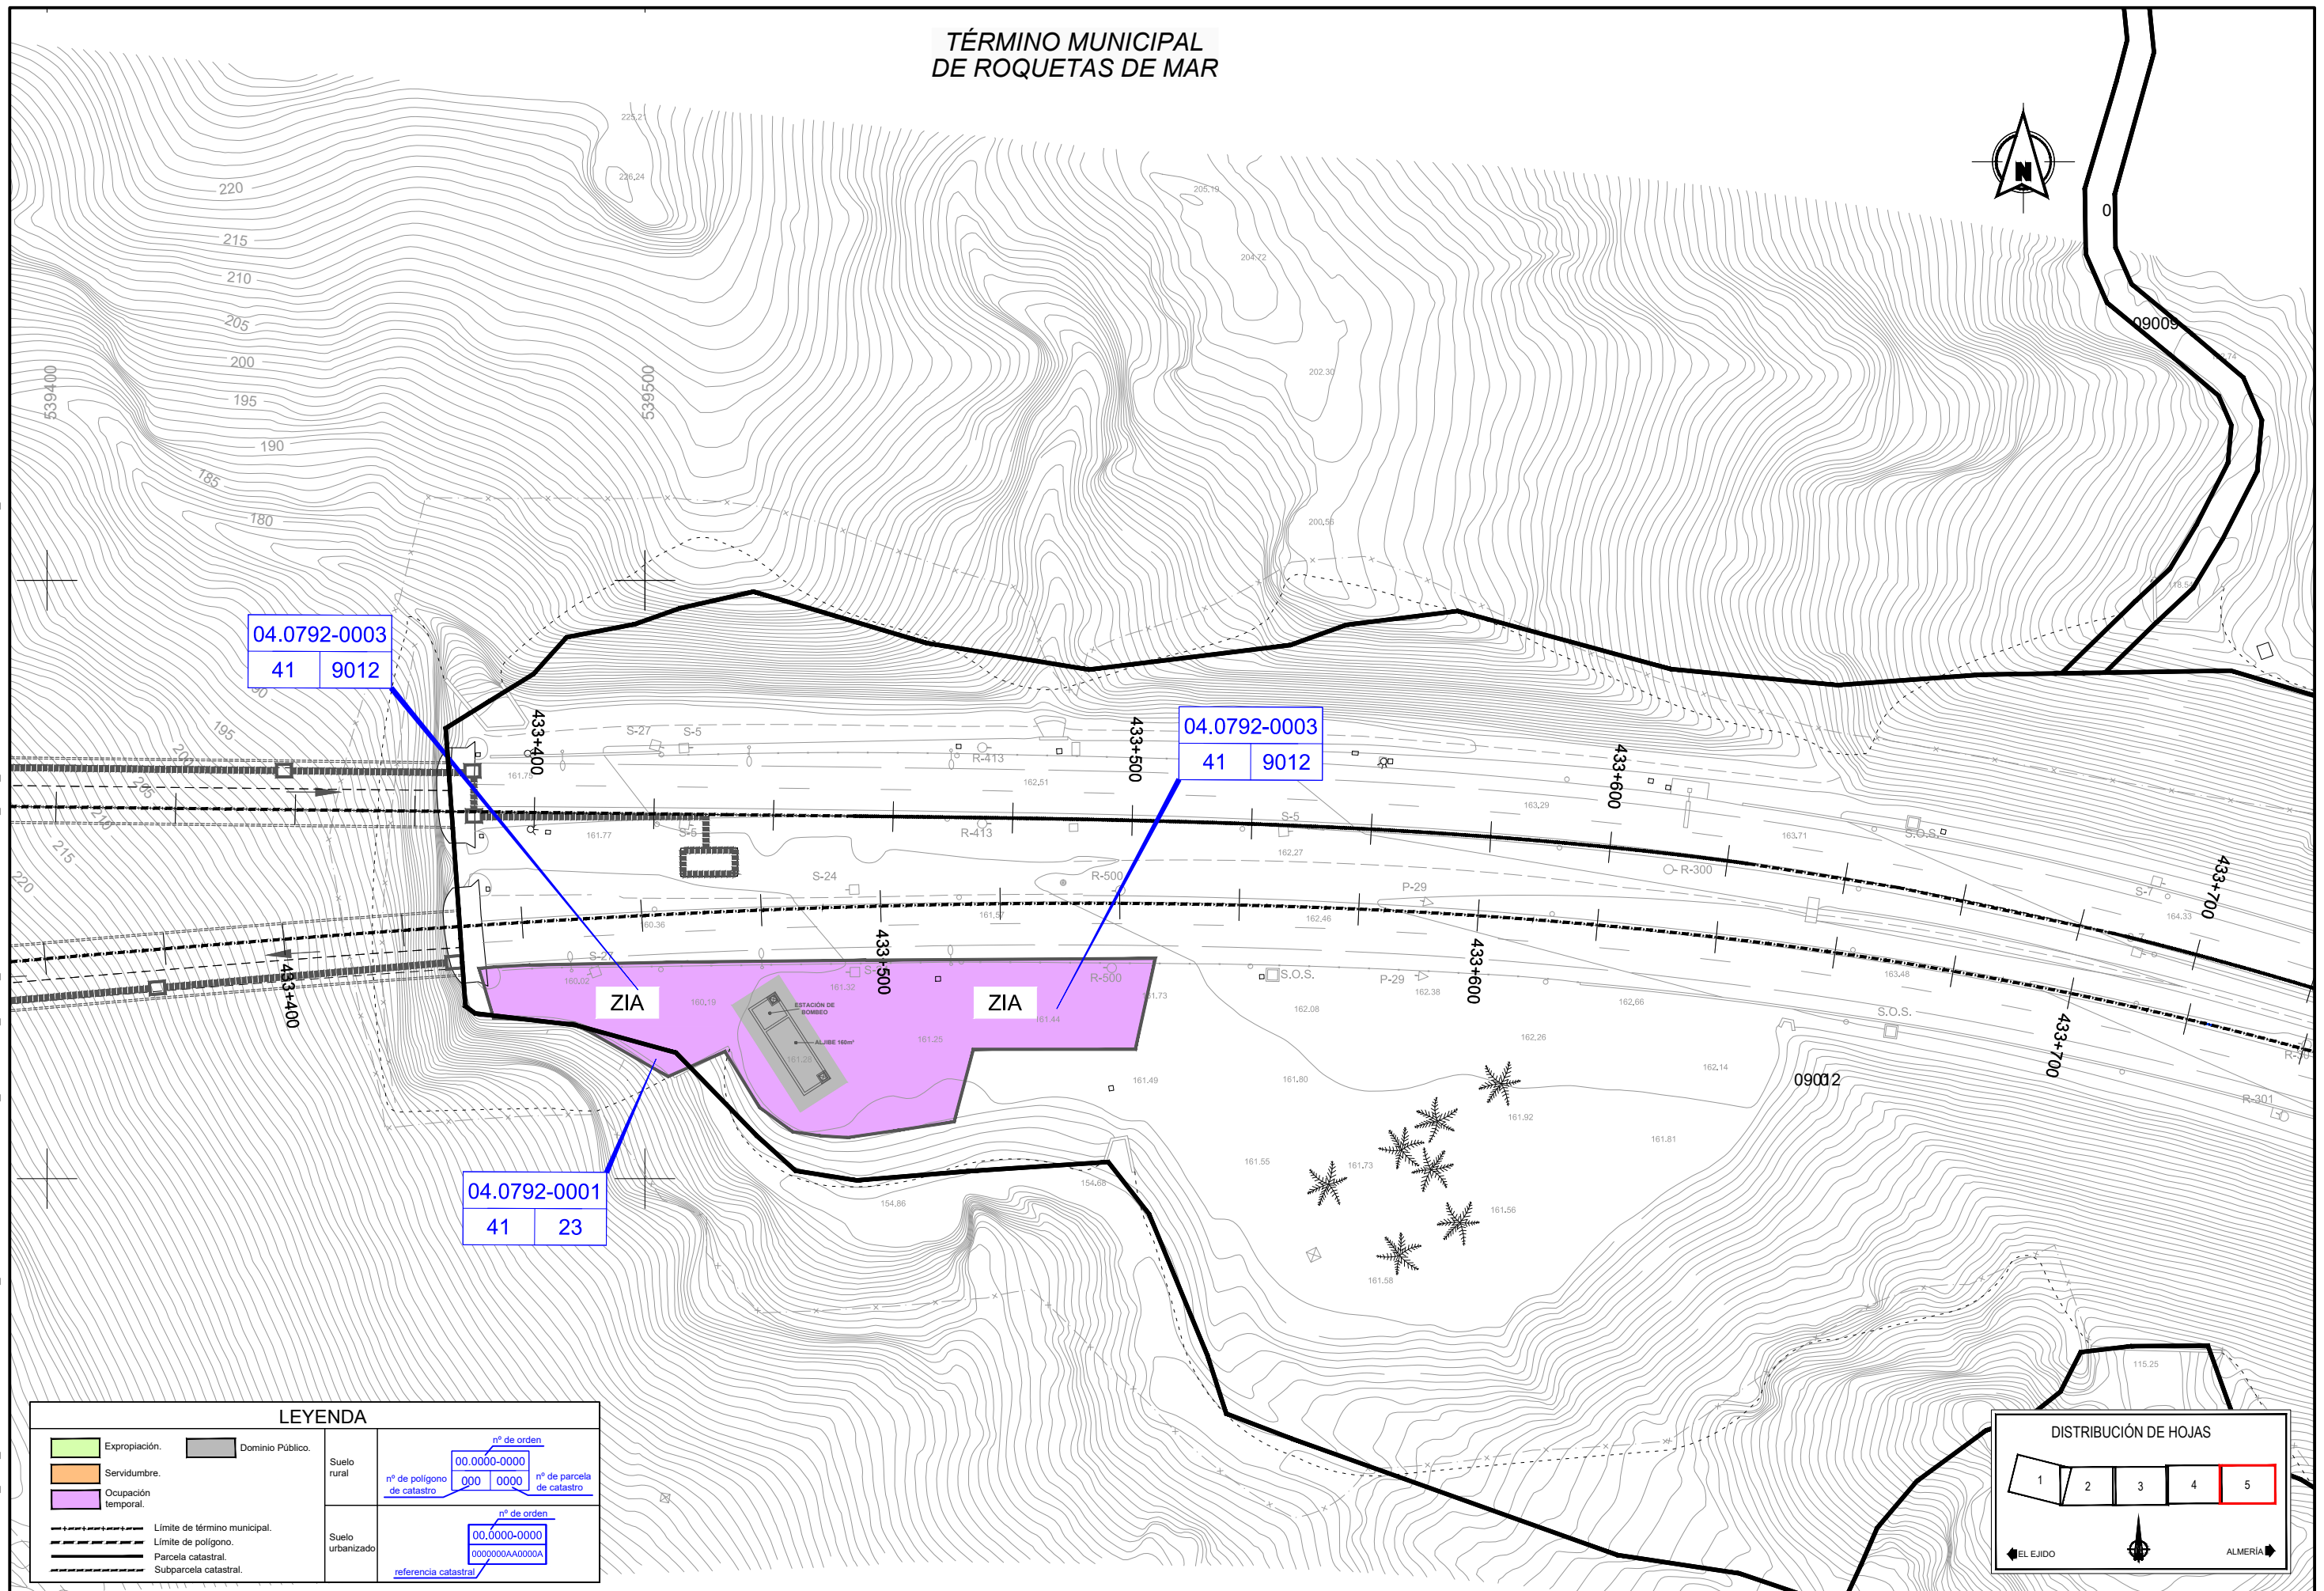 TÉRMINO MUNICIPAL
DE ROQUETAS DE MAR
N
0
09009
225,21
226,24
220
215
210
205
200
195
190
185
180
539400
539500
205,19
204,72
202.30
200,56
04.0792-0003
41 9012
195
205
210
215
220
433+400
433+500
433+600
433+700
04.0792-0003
41 9012
S-27
S-5
R-413
161.75
162,51
163,29
163,71
S.O.S.
161.77
S-5
R-413
S-5
162.27
R-300
S-7
164.33
S-24
R-500
P-29
161,57
162,46
433+400
433+500
433+600
433+700
160,02
ZIA
160,19
161.32
ESTACIÓN DE
BOMBEO
ALJIBE 160m³
161.28
161.25
ZIA
161.44
R-500
S.O.S.
P-29
162.38
162.08
162.66
163,48
S.O.S.
162,26
162,14
09012
R-301
161.49
161.80
161.92
161.81
161.55
161.73
161.56
161.58
154,86
154,68
115.25
04.0792-0001
41 23
LEYENDA
Expropiación.
Dominio Público.
Servidumbre.
Ocupación
temporal.
Límite de término municipal.
Límite de polígono.
Parcela catastral.
Subparcela catastral.
Suelo
rural
nº de orden
00.0000-0000
000 0000
nº de polígono
de catastro
nº de parcela
de catastro
Suelo
urbanizado
nº de orden
00.0000-0000
0000000AA0000A
referencia catastral
DISTRIBUCIÓN DE HOJAS
1 2 3 4 5
EL EJIDO
ALMERÍA